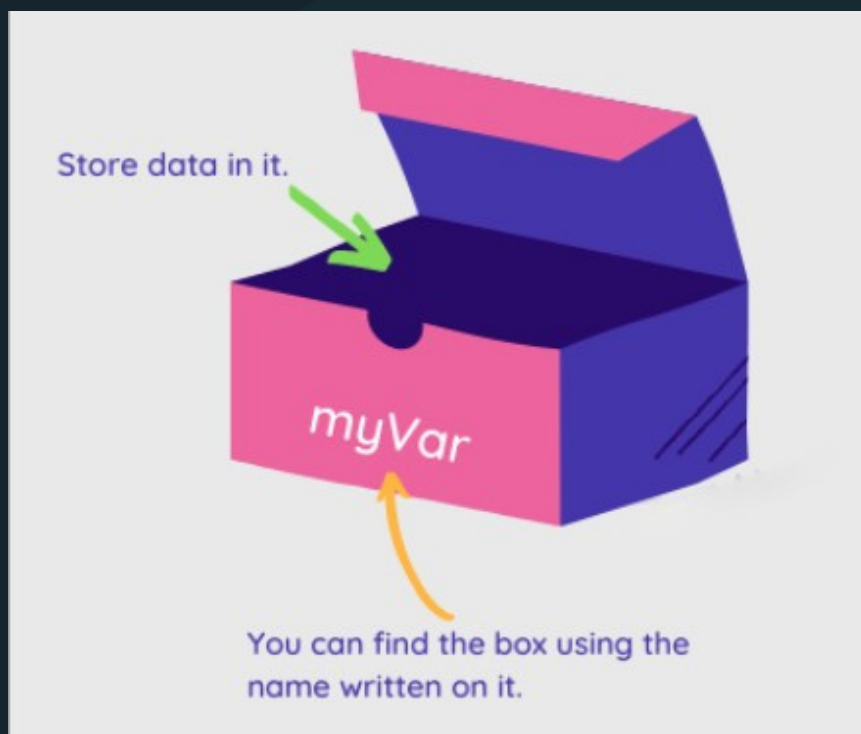 Store data in it.
myVar
You can find the box using the
name written on it.